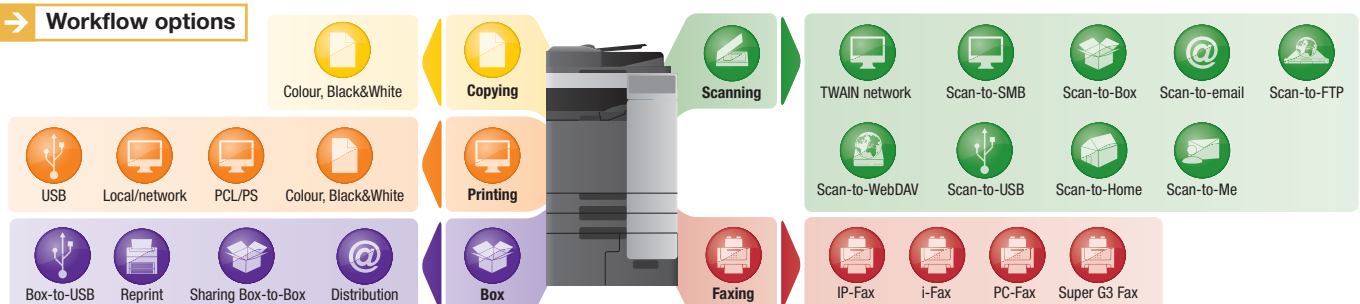 Workflow options
Colour, Black&White
Copying
Scanning
TWAIN network
Scan-to-SMB
Scan-to-Box
Scan-to-email
Scan-to-FTP
USB
Local/network
PCL/PS
Colour, Black&White
Printing
Scan-to-WebDAV
Scan-to-USB
Scan-to-Home
Scan-to-Me
Box-to-USB
Reprint
Sharing Box-to-Box
Distribution
Box
Faxing
IP-Fax
i-Fax
PC-Fax
Super G3 Fax